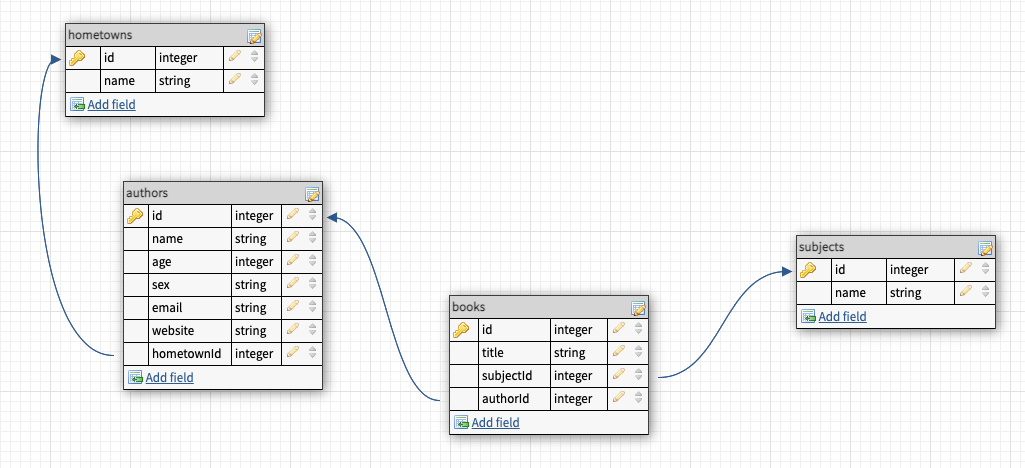 hometowns
id integer
name string
Add field
authors
id integer
name string
age integer
sex string
email string
website string
hometownId integer
Add field
books
id integer
title string
subjectId integer
authorId integer
Add field
subjects
id integer
name string
Add field